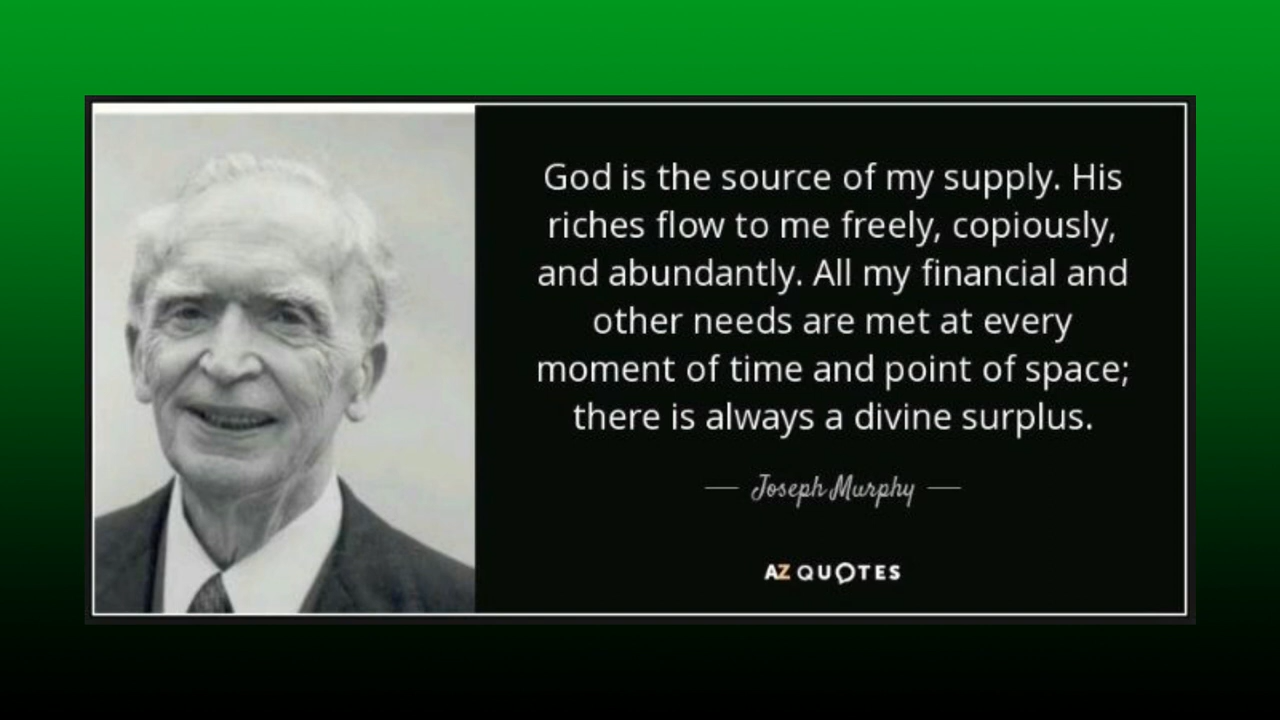 God is the source of my supply. His
riches flow to me freely, copiously,
and abundantly. All my financial and
other needs are met at every
moment of time and point of space;
there is always a divine surplus.
Joseph Murphy
AZ QUOTES